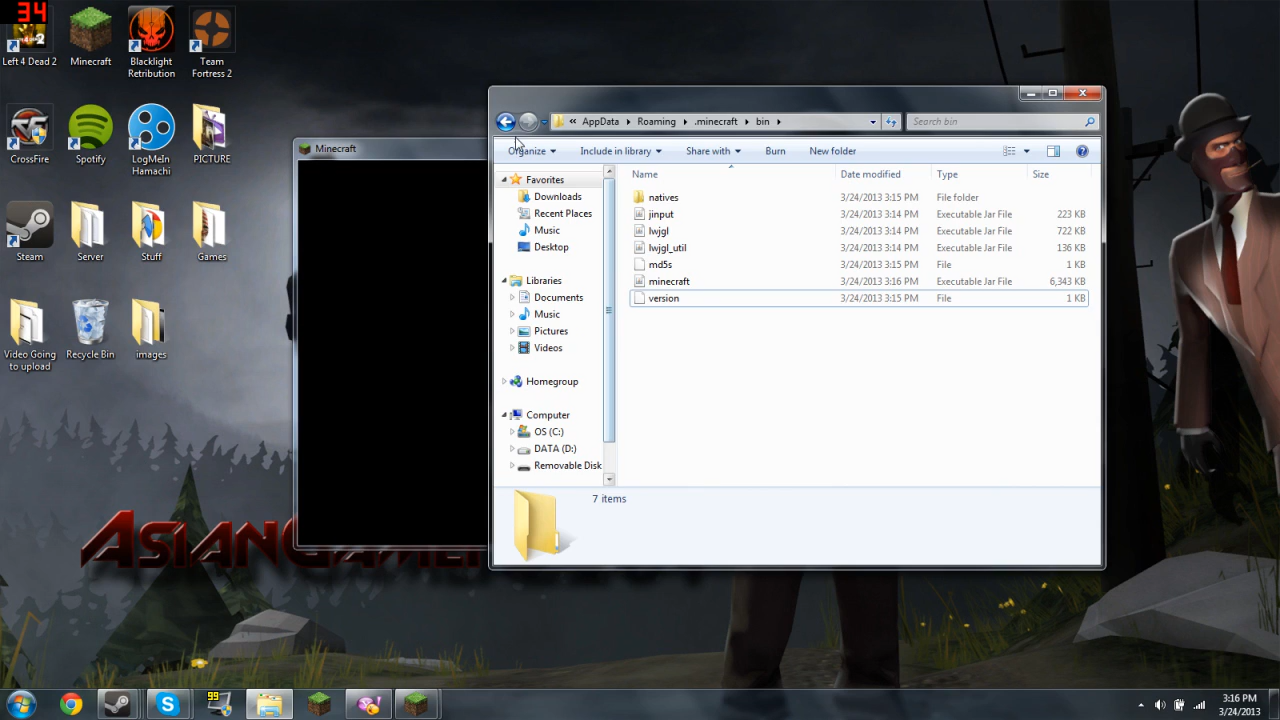 34
Left 4 Dead 2
Minecraft
Blacklight
Retribution
Team
Fortress 2
CrossFire
Spotify
LogMeIn
Hamachi
PICTURE
Steam
Server
Stuff
Games
Video Going
to upload
Recycle Bin
images
Minecraft
« AppData Roaming .minecraft bin
Search bin
Organize Include in library Share with Burn New folder
Favorites
Downloads
Recent Places
Music
Desktop
Libraries
Documents
Music
Pictures
Videos
Homegroup
Computer
OS (C:)
DATA (D:)
Removable Disk
Name Date modified Type Size
natives 3/24/2013 3:15 PM File folder
jinput 3/24/2013 3:14 PM Executable Jar File 223 KB
lwjgl 3/24/2013 3:14 PM Executable Jar File 722 KB
lwjgl_util 3/24/2013 3:14 PM Executable Jar File 136 KB
md5s 3/24/2013 3:15 PM File 1 KB
minecraft 3/24/2013 3:16 PM Executable Jar File 6,343 KB
version 3/24/2013 3:15 PM File 1 KB
7 items
99
3:16 PM
3/24/2013